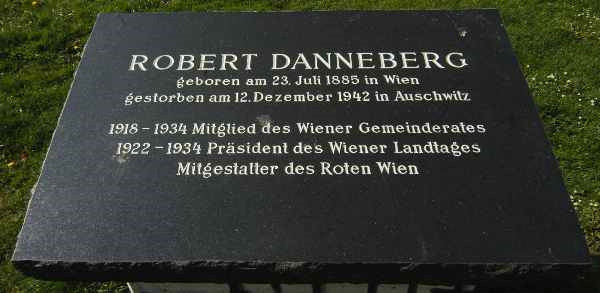 ROBERT DANNEBERG
geboren am 23. Juli 1885 in Wien
gestorben am 12. Dezember 1942 in Auschwitz
1918 – 1934 Mitglied des Wiener Gemeinderates
1922 – 1934 Präsident des Wiener Landtages
Mitgestalter des Roten Wien